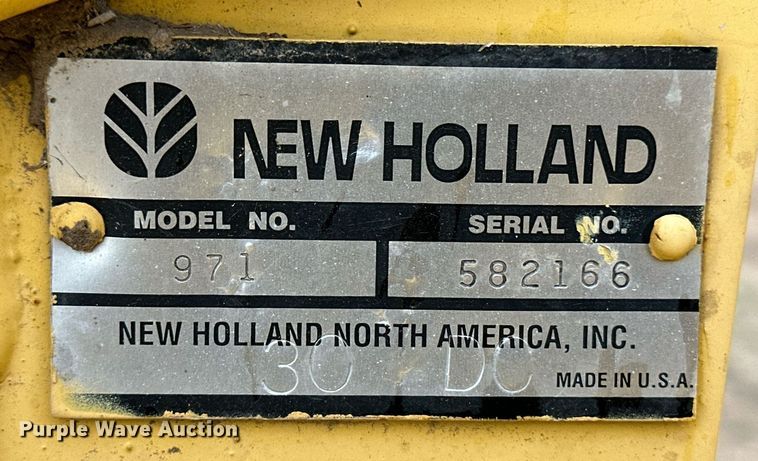 NEW HOLLAND
MODEL NO. SERIAL NO.
971 582166
NEW HOLLAND NORTH AMERICA, INC.
30 DC
MADE IN U.S.A.
Purple Wave Auction